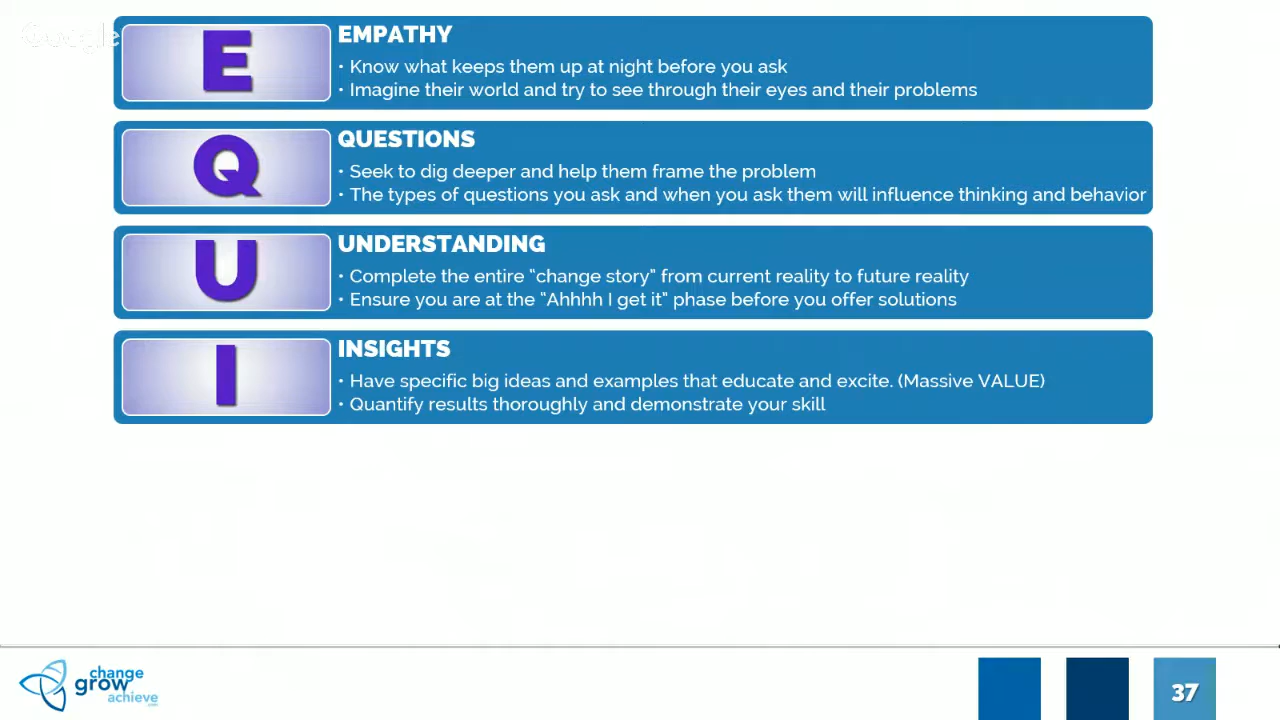 Google
E
EMPATHY
• Know what keeps them up at night before you ask
• Imagine their world and try to see through their eyes and their problems
Q
QUESTIONS
• Seek to dig deeper and help them frame the problem
• The types of questions you ask and when you ask them will influence thinking and behavior
U
UNDERSTANDING
• Complete the entire "change story" from current reality to future reality
• Ensure you are at the "Ahhhh I get it" phase before you offer solutions
I
INSIGHTS
• Have specific big ideas and examples that educate and excite. (Massive VALUE)
• Quantify results thoroughly and demonstrate your skill
change
grow
achieve
.com
37